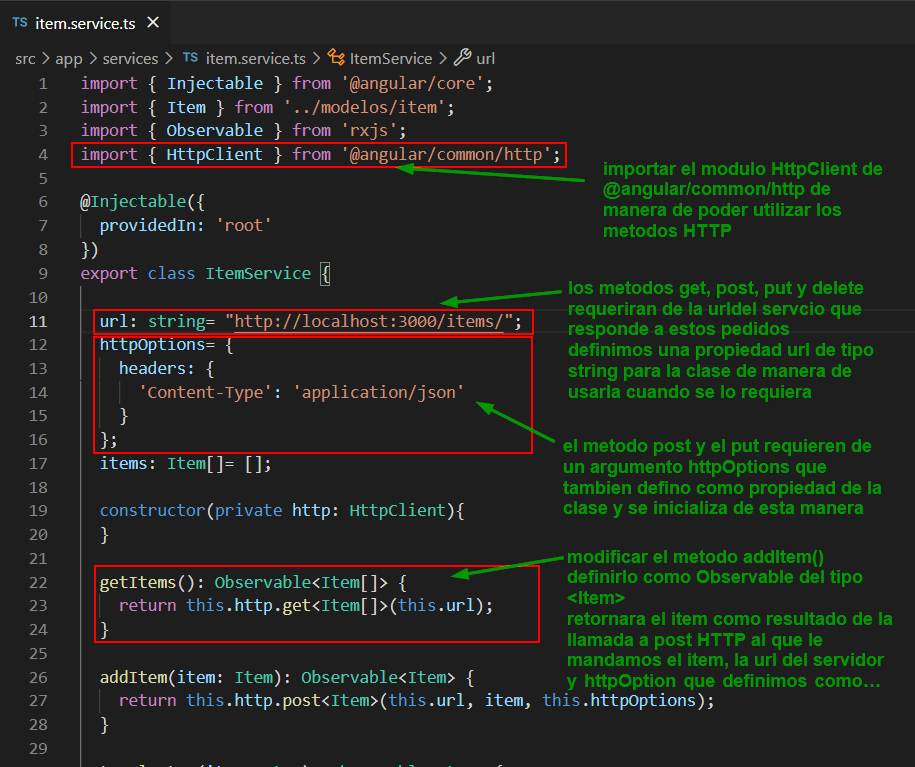 TS item.service.ts ✕
src > app > services > TS item.service.ts > ItemService > url
1 import { Injectable } from '@angular/core';
2 import { Item } from '../modelos/item';
3 import { Observable } from 'rxjs';
4 import { HttpClient } from '@angular/common/http';
importar el modulo HttpClient de
@angular/common/http de
manera de poder utilizar los
metodos HTTP
5
6 @Injectable({
7 providedIn: 'root'
8 })
9 export class ItemService {
10
los metodos get, post, put y delete
requeriran de la urldel servcio que
responde a estos pedidos
definimos una propiedad url de tipo
string para la clase de manera de
usarla cuando se lo requiera
11 url: string= "http://localhost:3000/items/";
12 httpOptions= {
13 headers: {
14 'Content-Type': 'application/json'
15 }
16 };
el metodo post y el put requieren de
un argumento httpOptions que
tambien defino como propiedad de la
clase y se inicializa de esta manera
17 items: Item[]= [];
18
19 constructor(private http: HttpClient){
20 }
21
modificar el metodo addItem()
definirlo como Observable del tipo
<Item>
retornara el item como resultado de la
llamada a post HTTP al que le
mandamos el item, la url del servidor
y httpOption que definimos como...
22 getItems(): Observable<Item[]> {
23 return this.http.get<Item[]>(this.url);
24 }
25
26 addItem(item: Item): Observable<Item> {
27 return this.http.post<Item>(this.url, item, this.httpOptions);
28 }
29